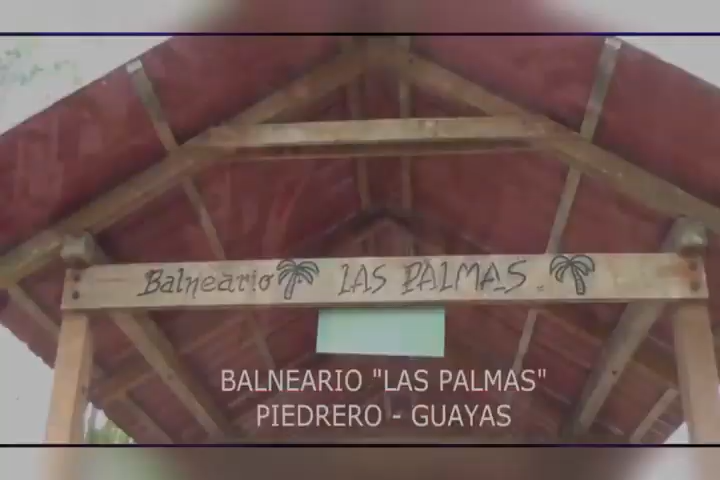 Balneario LAS PALMAS.
BALNEARIO "LAS PALMAS"
PIEDRERO - GUAYAS